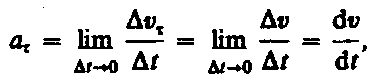 a_τ = lim_{Δt→0} Δv_τ/Δt = lim_{Δt→0} Δv/Δt = dv/dt,